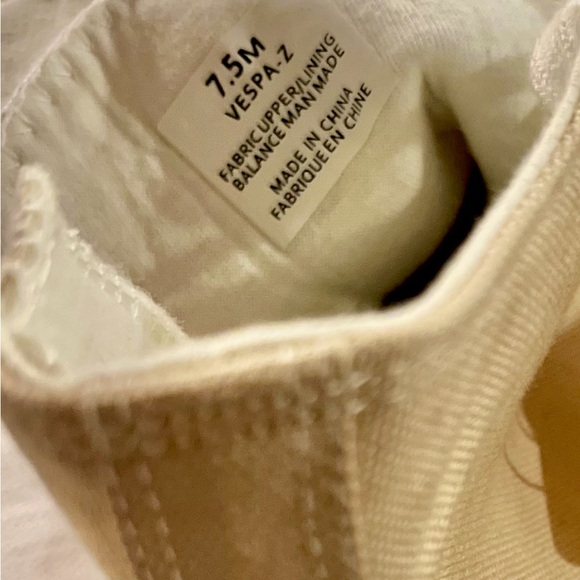 7.5M
VESPA-Z
FABRIC UPPER/LINING
BALANCE MAN MADE
MADE IN CHINA
FABRIQUE EN CHINE